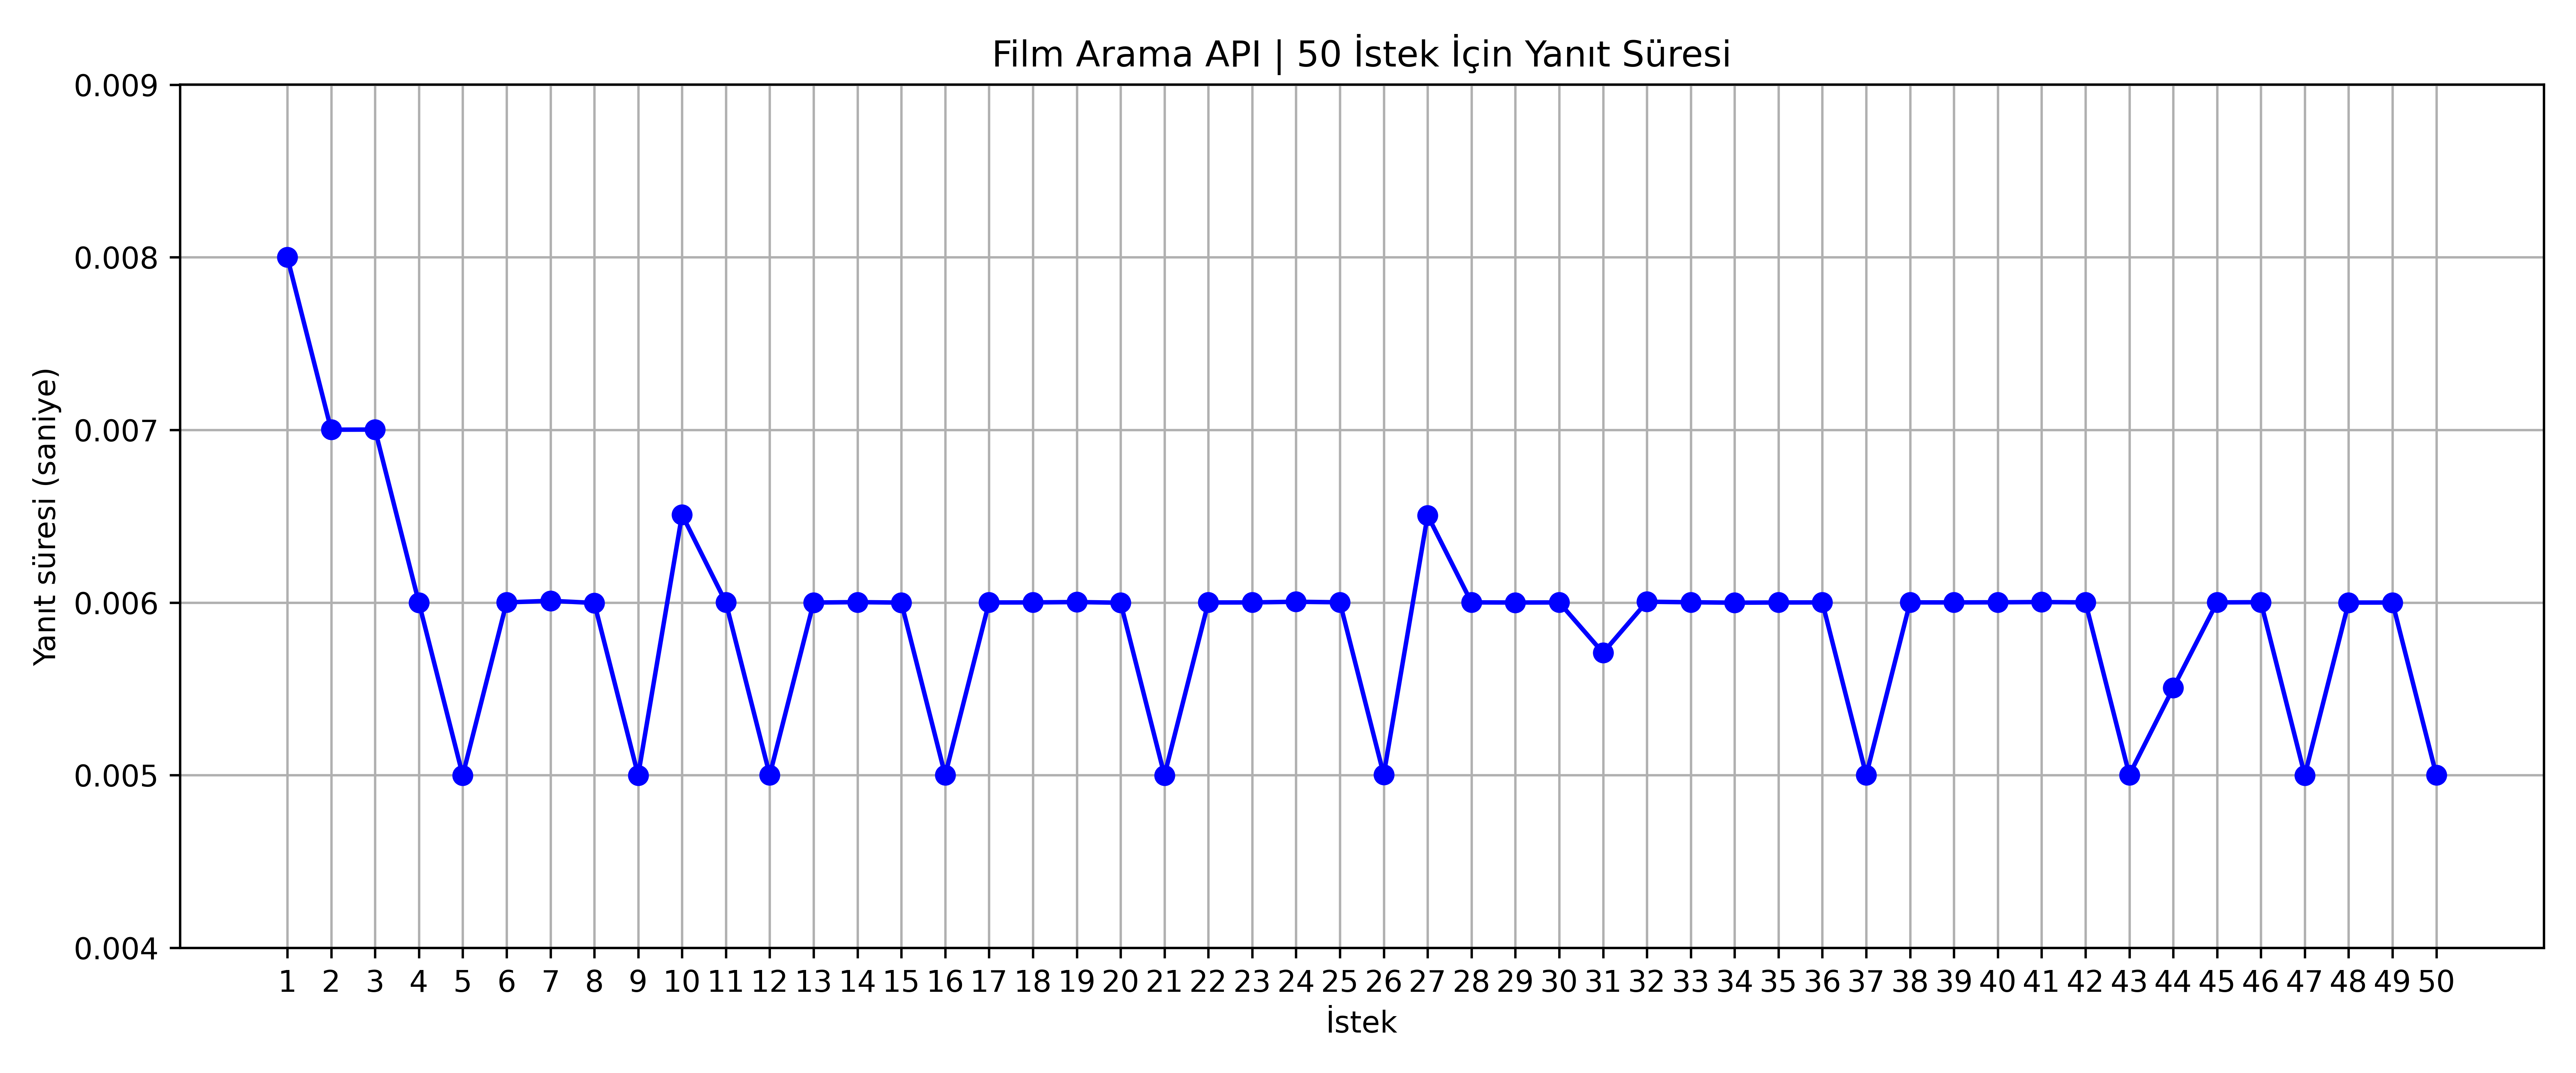 Film Arama API | 50 İstek İçin Yanıt Süresi
Yanıt süresi (saniye)
0.009
0.008
0.007
0.006
0.005
0.004
1 2 3 4 5 6 7 8 9 10 11 12 13 14 15 16 17 18 19 20 21 22 23 24 25 26 27 28 29 30 31 32 33 34 35 36 37 38 39 40 41 42 43 44 45 46 47 48 49 50
İstek